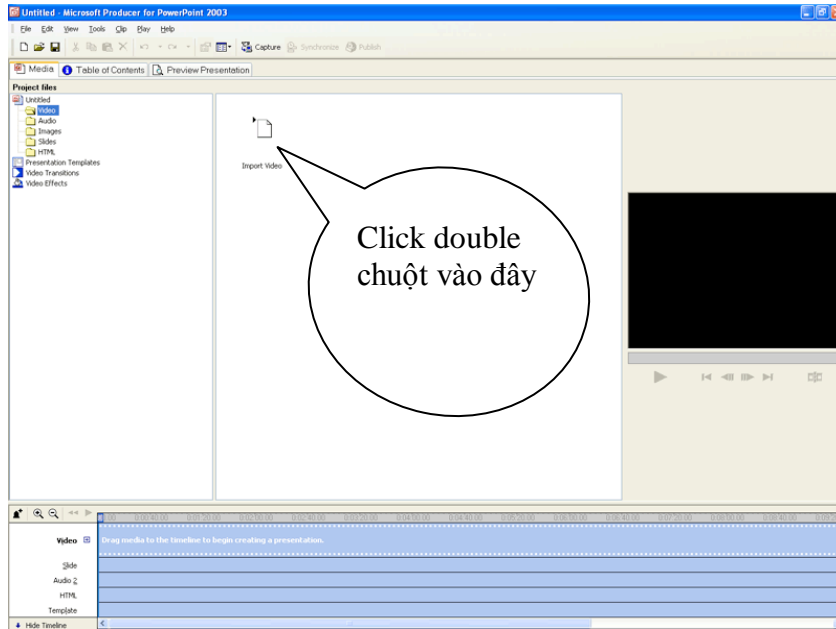 Untitled - Microsoft Producer for PowerPoint 2003
File Edit View Tools Clip Play Help
Capture Synchronize Publish
Media Table of Contents Preview Presentation
Project files
Untitled
Video
Audio
Images
Slides
HTML
Presentation Templates
Video Transitions
Video Effects
Import Video
Click double
chuột vào đây
Video Drag media to the timeline to begin creating a presentation.
Slide
Audio 2
HTML
Template
Hide Timeline